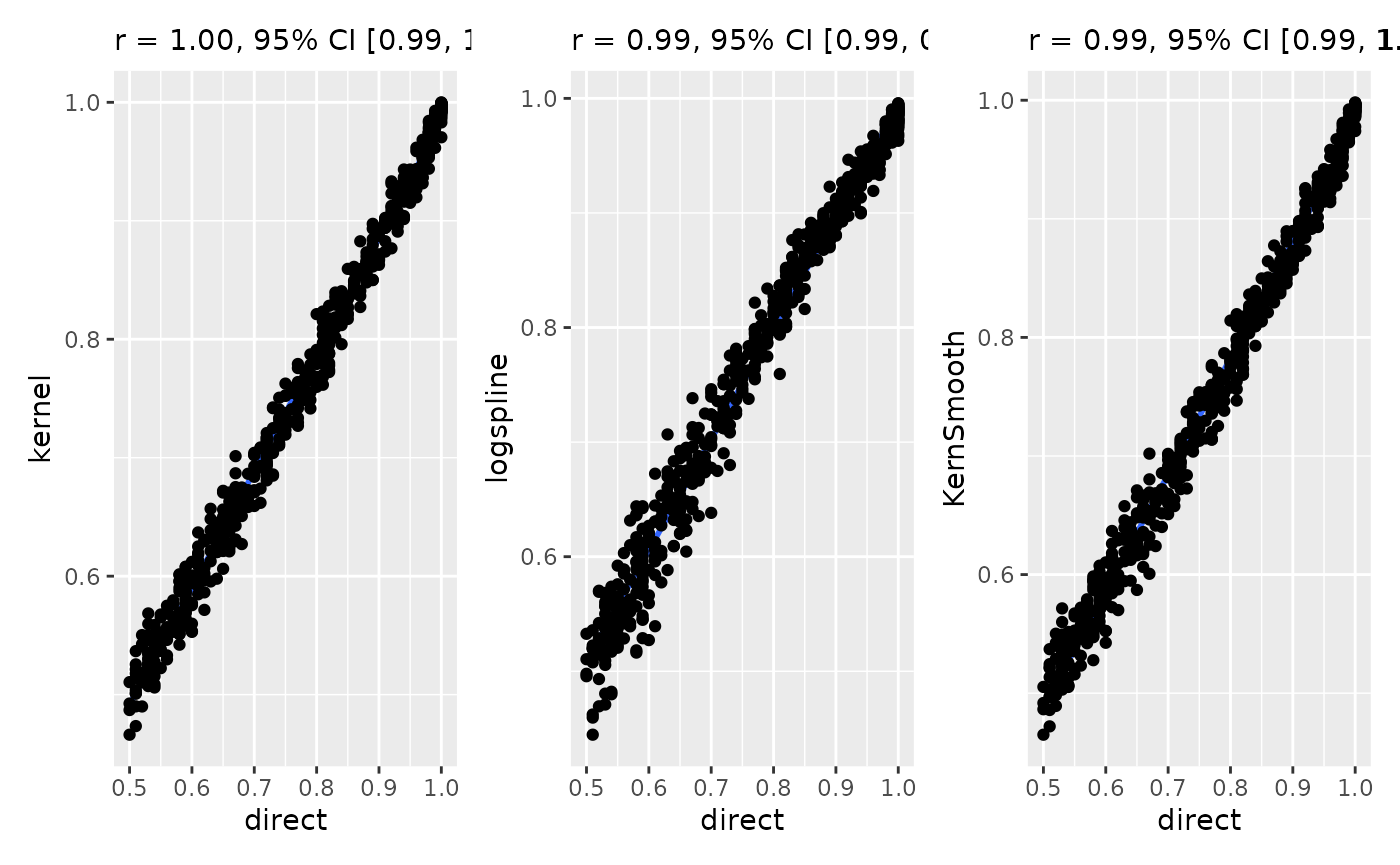 r = 1.00, 95% CI [0.99, 1
r = 0.99, 95% CI [0.99, 
r = 0.99, 95% CI [0.99, 1.
kernel
1.0
0.8
0.6
0.5 0.6 0.7 0.8 0.9 1.0
direct
logspline
1.0
0.8
0.6
0.5 0.6 0.7 0.8 0.9 1.0
direct
KernSmooth
1.0
0.8
0.6
0.5 0.6 0.7 0.8 0.9 1.0
direct